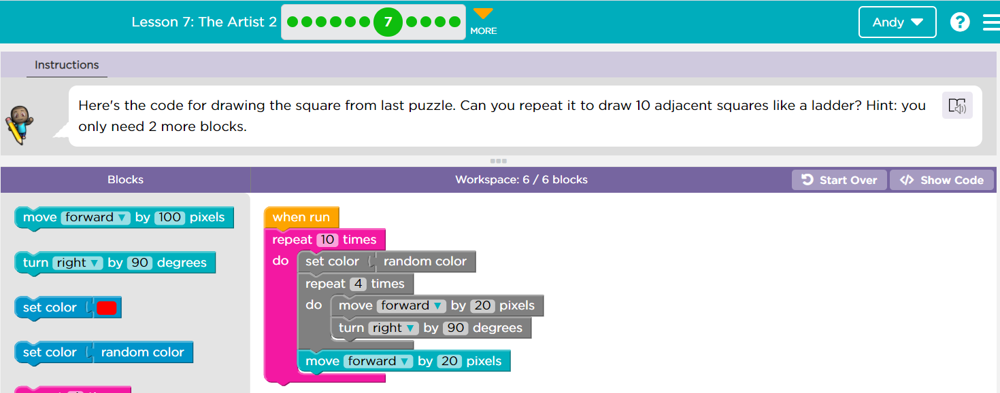 Lesson 7: The Artist 2
7
MORE
Andy
?
Instructions
Here's the code for drawing the square from last puzzle. Can you repeat it to draw 10 adjacent squares like a ladder? Hint: you
only need 2 more blocks.
Blocks
Workspace: 6 / 6 blocks
Start Over
</> Show Code
move forward ▼ by 100 pixels
turn right ▼ by 90 degrees
set color
set color random color
when run
repeat 10 times
do set color random color
repeat 4 times
do move forward ▼ by 20 pixels
turn right ▼ by 90 degrees
move forward ▼ by 20 pixels